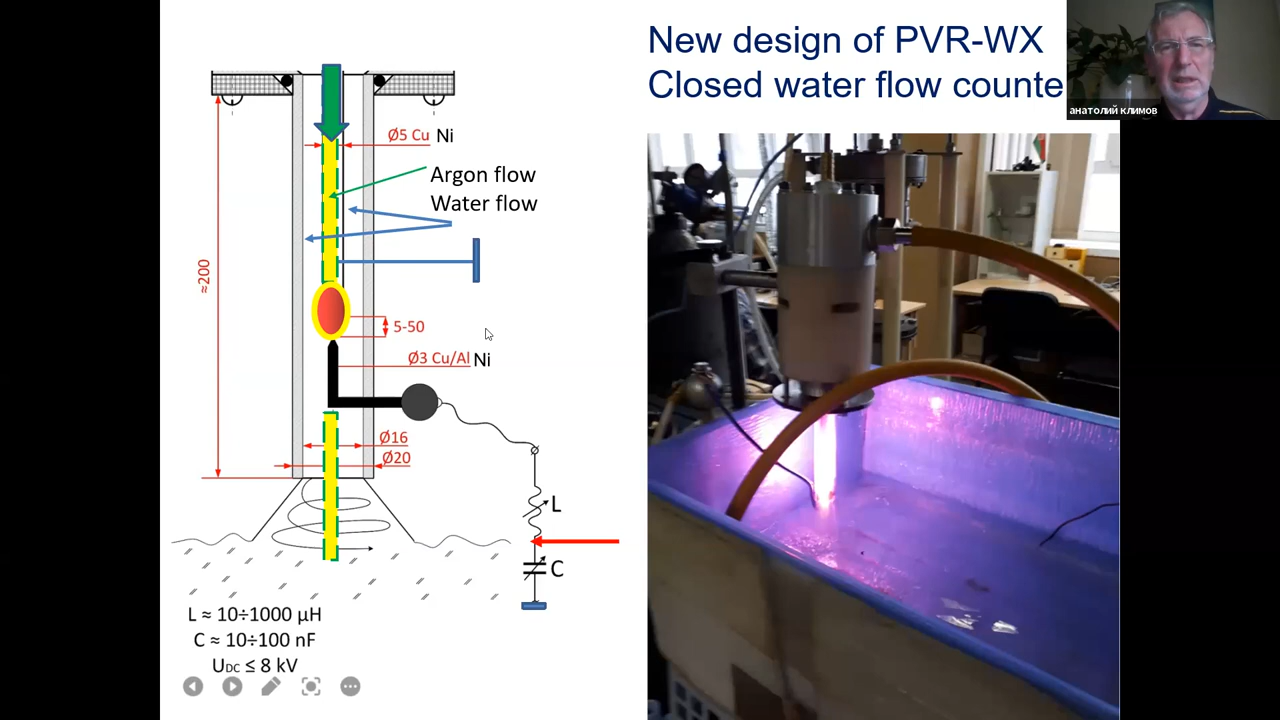 New design of PVR-WX
Closed water flow counte
анатолий климов
Ø5 Cu Ni
Argon flow
Water flow
≈200
5-50
Ø3 Cu/Al Ni
Ø16
Ø20
L
C
L ≈ 10÷1000 µH
C ≈ 10÷100 nF
UDC ≤ 8 kV